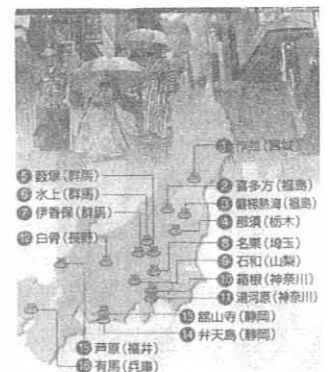 ① 作並(宮城)
② 喜多方(福島)
③ 磐梯熱海(福島)
④ 那須(栃木)
⑤ 薮塚(群馬)
⑥ 水上(群馬)
⑦ 伊香保(群馬)
⑧ 名栗(埼玉)
⑨ 石和(山梨)
⑩ 箱根(神奈川)
⑪ 湯河原(神奈川)
⑫ 白骨(長野)
⑬ 舘山寺(静岡)
⑭ 弁天島(静岡)
⑮ 芦原(福井)
⑯ 有馬(兵庫)